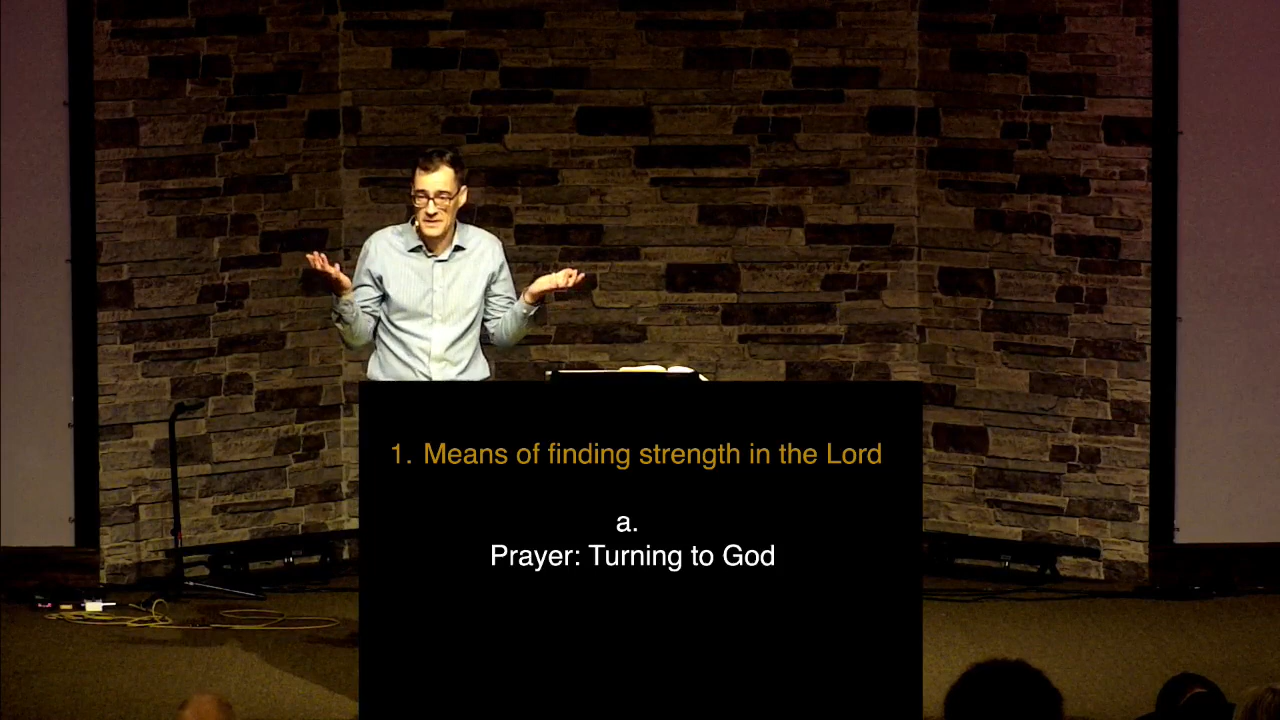 1. Means of finding strength in the Lord
a.
Prayer: Turning to God